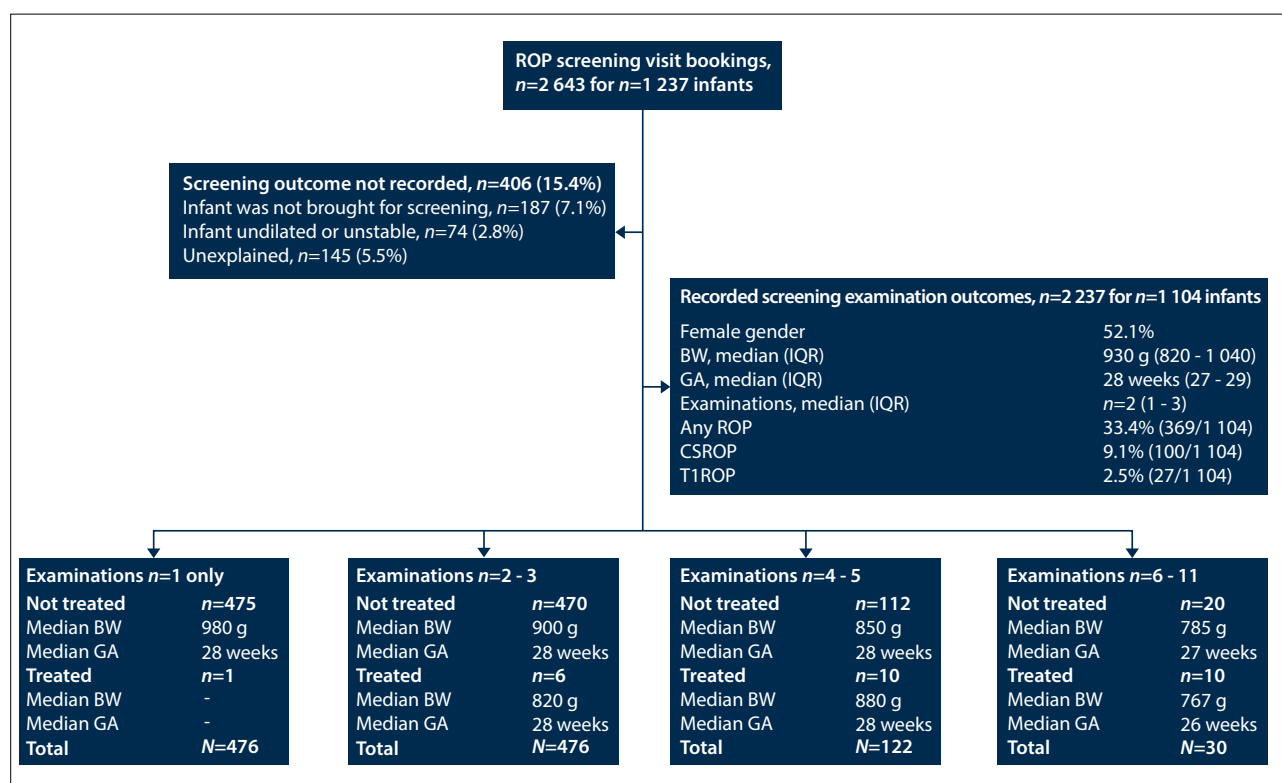 ROP screening visit bookings,
n=2 643 for n=1 237 infants
Screening outcome not recorded, n=406 (15.4%)
Infant was not brought for screening, n=187 (7.1%)
Infant undilated or unstable, n=74 (2.8%)
Unexplained, n=145 (5.5%)
Recorded screening examination outcomes, n=2 237 for n=1 104 infants
Female gender 52.1%
BW, median (IQR) 930 g (820 - 1 040)
GA, median (IQR) 28 weeks (27 - 29)
Examinations, median (IQR) n=2 (1 - 3)
Any ROP 33.4% (369/1 104)
CSROP 9.1% (100/1 104)
T1ROP 2.5% (27/1 104)
Examinations n=1 only
Not treated n=475
Median BW 980 g
Median GA 28 weeks
Treated n=1
Median BW -
Median GA -
Total N=476
Examinations n=2 - 3
Not treated n=470
Median BW 900 g
Median GA 28 weeks
Treated n=6
Median BW 820 g
Median GA 28 weeks
Total N=476
Examinations n=4 - 5
Not treated n=112
Median BW 850 g
Median GA 28 weeks
Treated n=10
Median BW 880 g
Median GA 28 weeks
Total N=122
Examinations n=6 - 11
Not treated n=20
Median BW 785 g
Median GA 27 weeks
Treated n=10
Median BW 767 g
Median GA 26 weeks
Total N=30